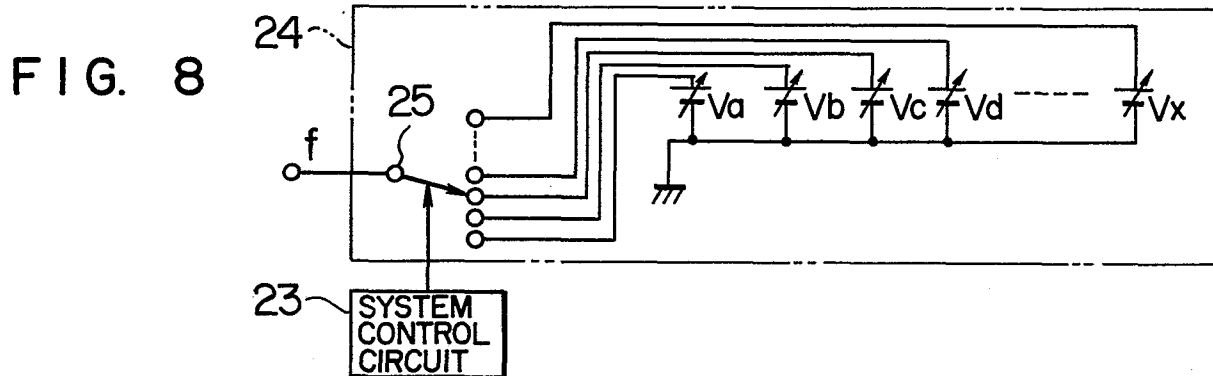 FIG. 8
24
25
f
Va Vb Vc Vd Vx
23
SYSTEM
CONTROL
CIRCUIT